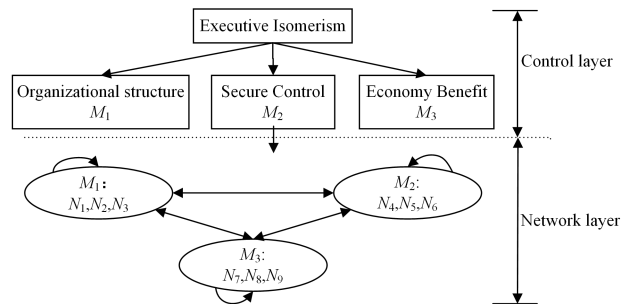 Executive Isomerism
Control layer
Organizational structure
M1
Secure Control
M2
Economy Benefit
M3
M1:
N1,N2,N3
M2:
N4,N5,N6
Network layer
M3:
N7,N8,N9